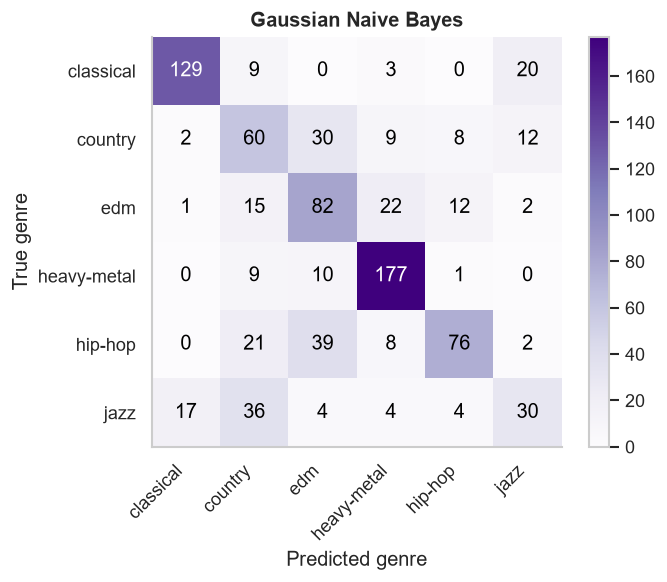 Gaussian Naive Bayes
True genre
classical 129 9 0 3 0 20
country 2 60 30 9 8 12
edm 1 15 82 22 12 2
heavy-metal 0 9 10 177 1 0
hip-hop 0 21 39 8 76 2
jazz 17 36 4 4 4 30
classical country edm heavy-metal hip-hop jazz
Predicted genre
160
140
120
100
80
60
40
20
0